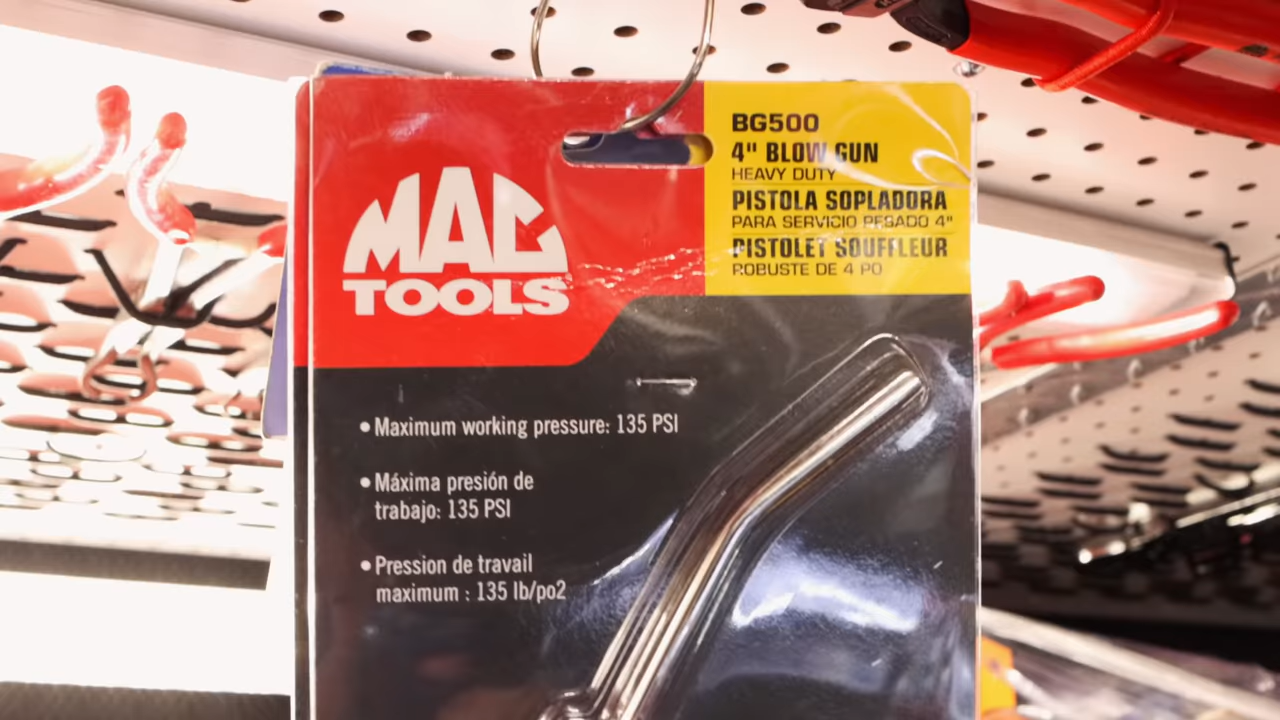 MAC
TOOLS
BG500
4" BLOW GUN
HEAVY DUTY
PISTOLA SOPLADORA
PARA SERVICIO PESADO 4"
PISTOLET SOUFFLEUR
ROBUSTE DE 4 PO
• Maximum working pressure: 135 PSI
• Máxima presión de
trabajo: 135 PSI
• Pression de travail
maximum : 135 lb/po2